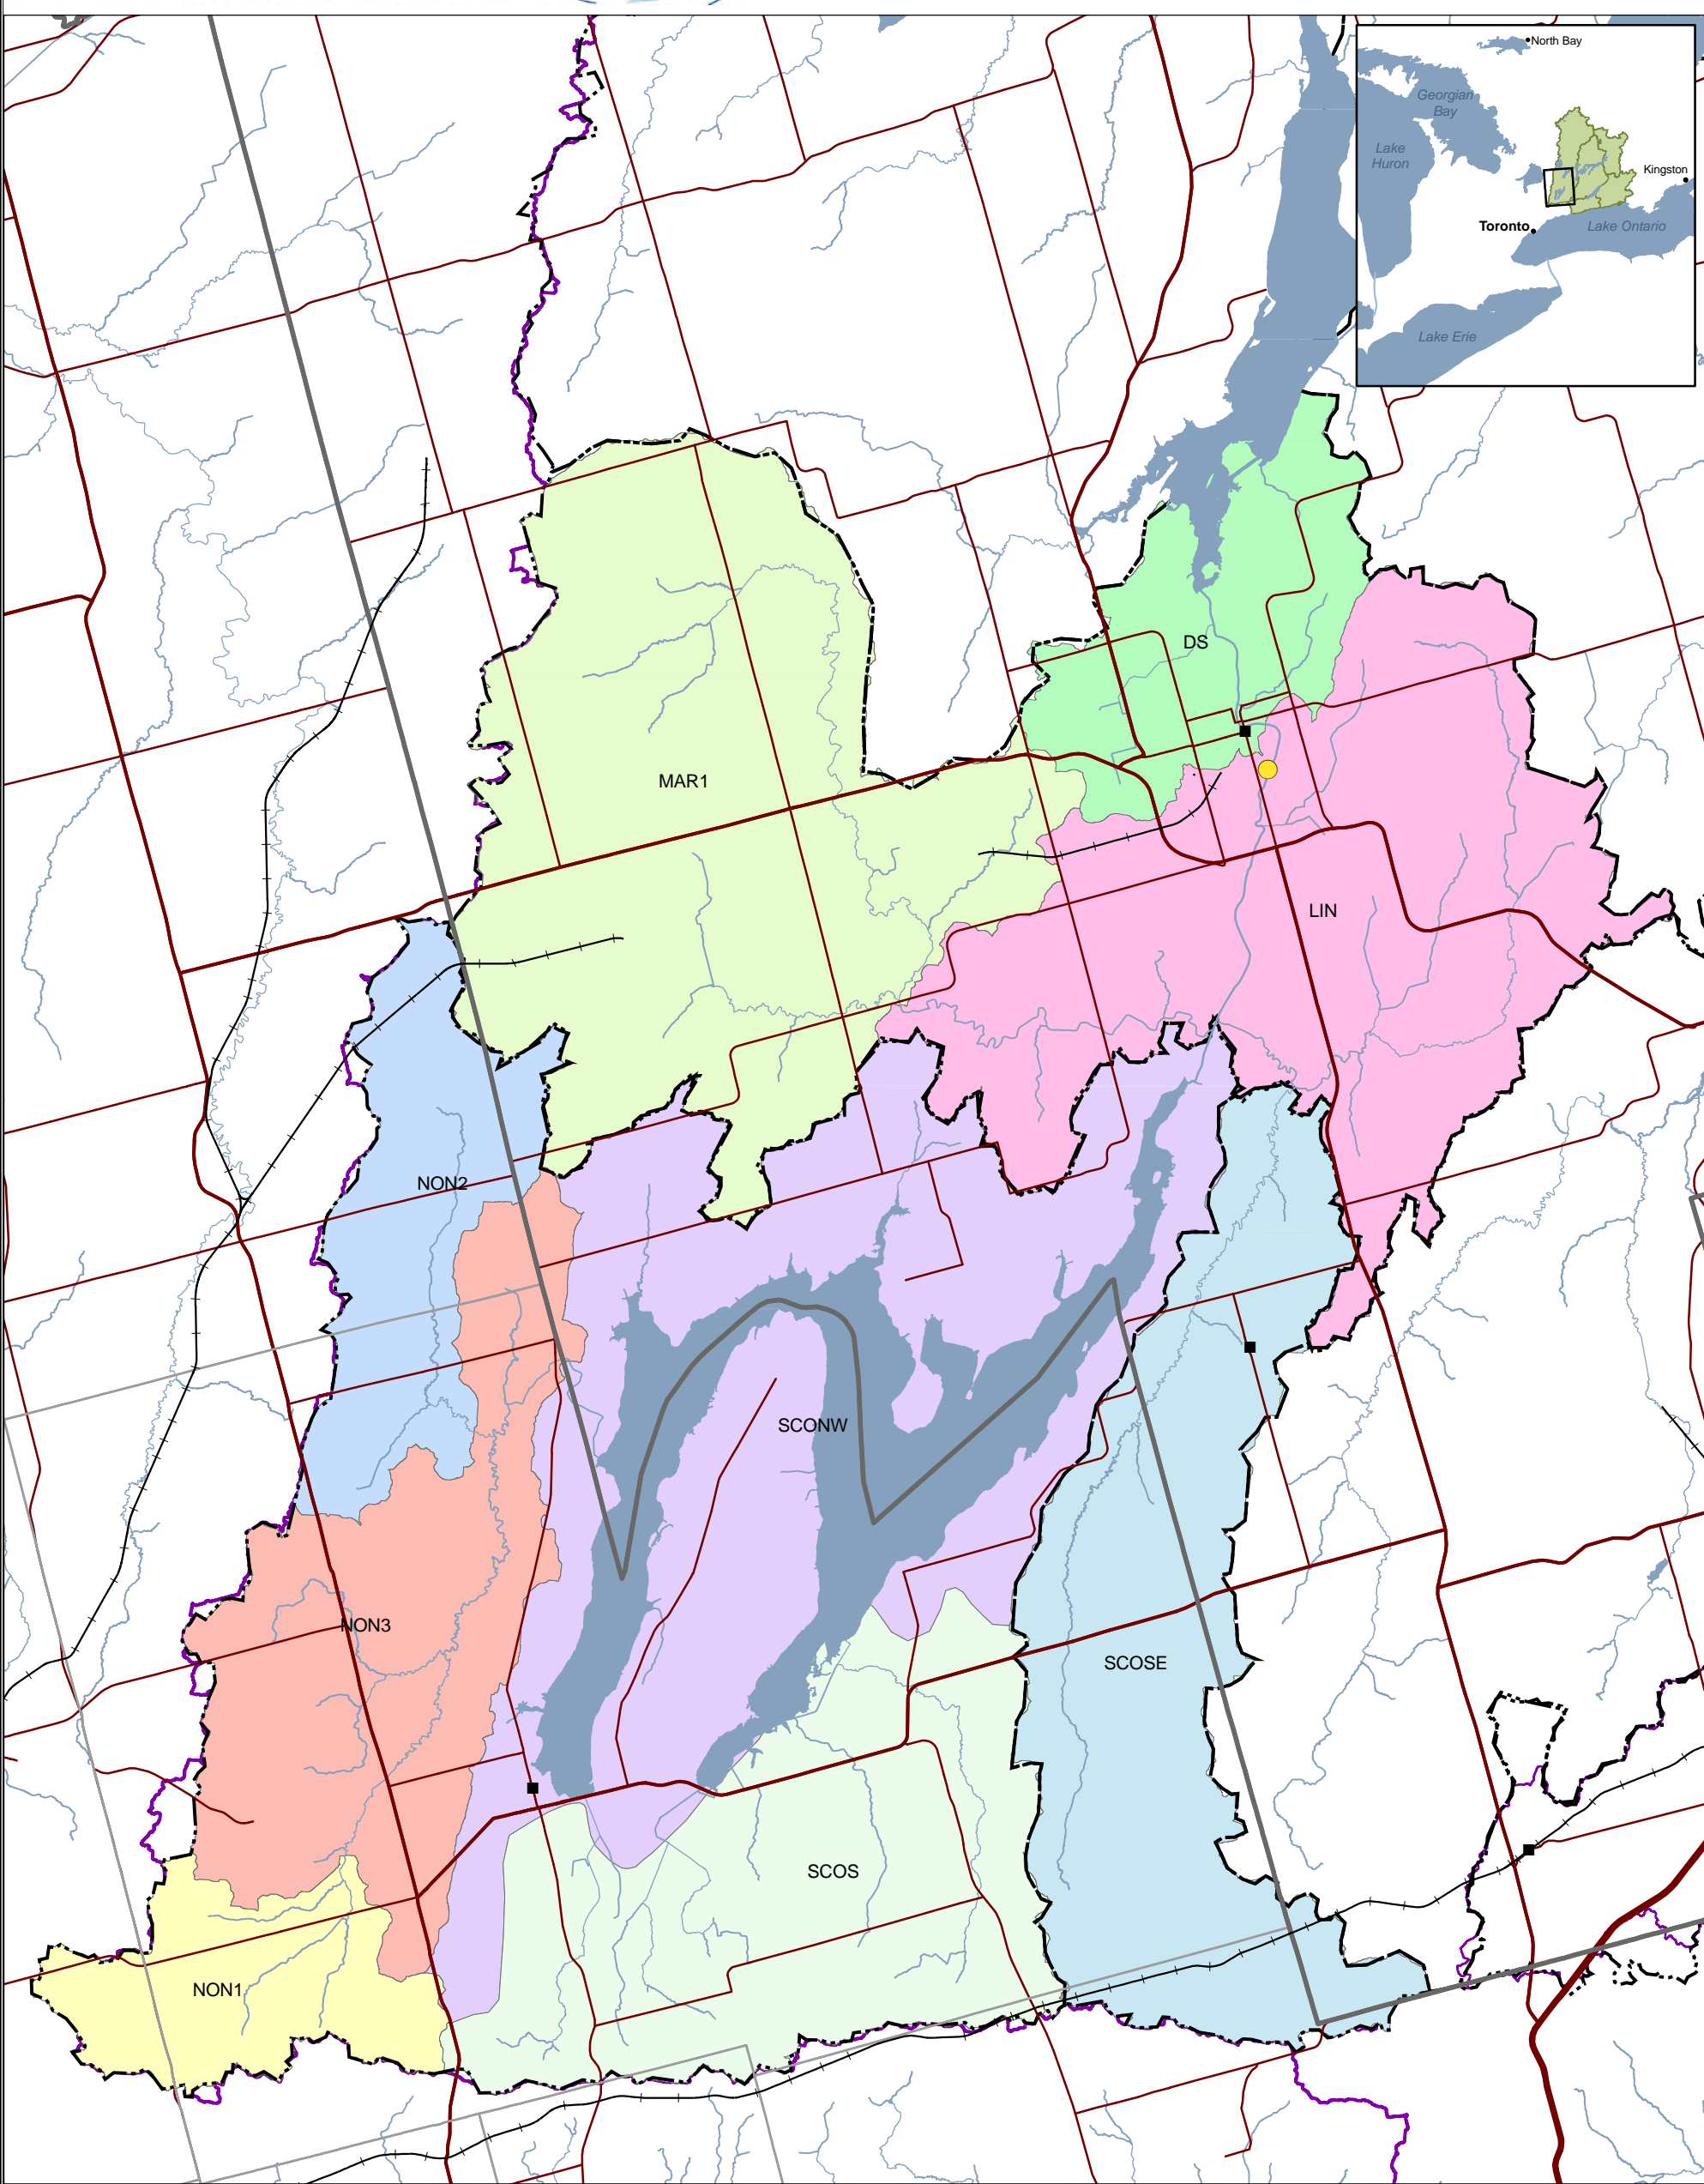 North Bay
Georgian
Bay
Lake
Huron
Kingston
Toronto
Lake Ontario
Lake Erie
DS
MAR1
LIN
NON2
SCONW
NON3
SCOSE
SCOS
NON1